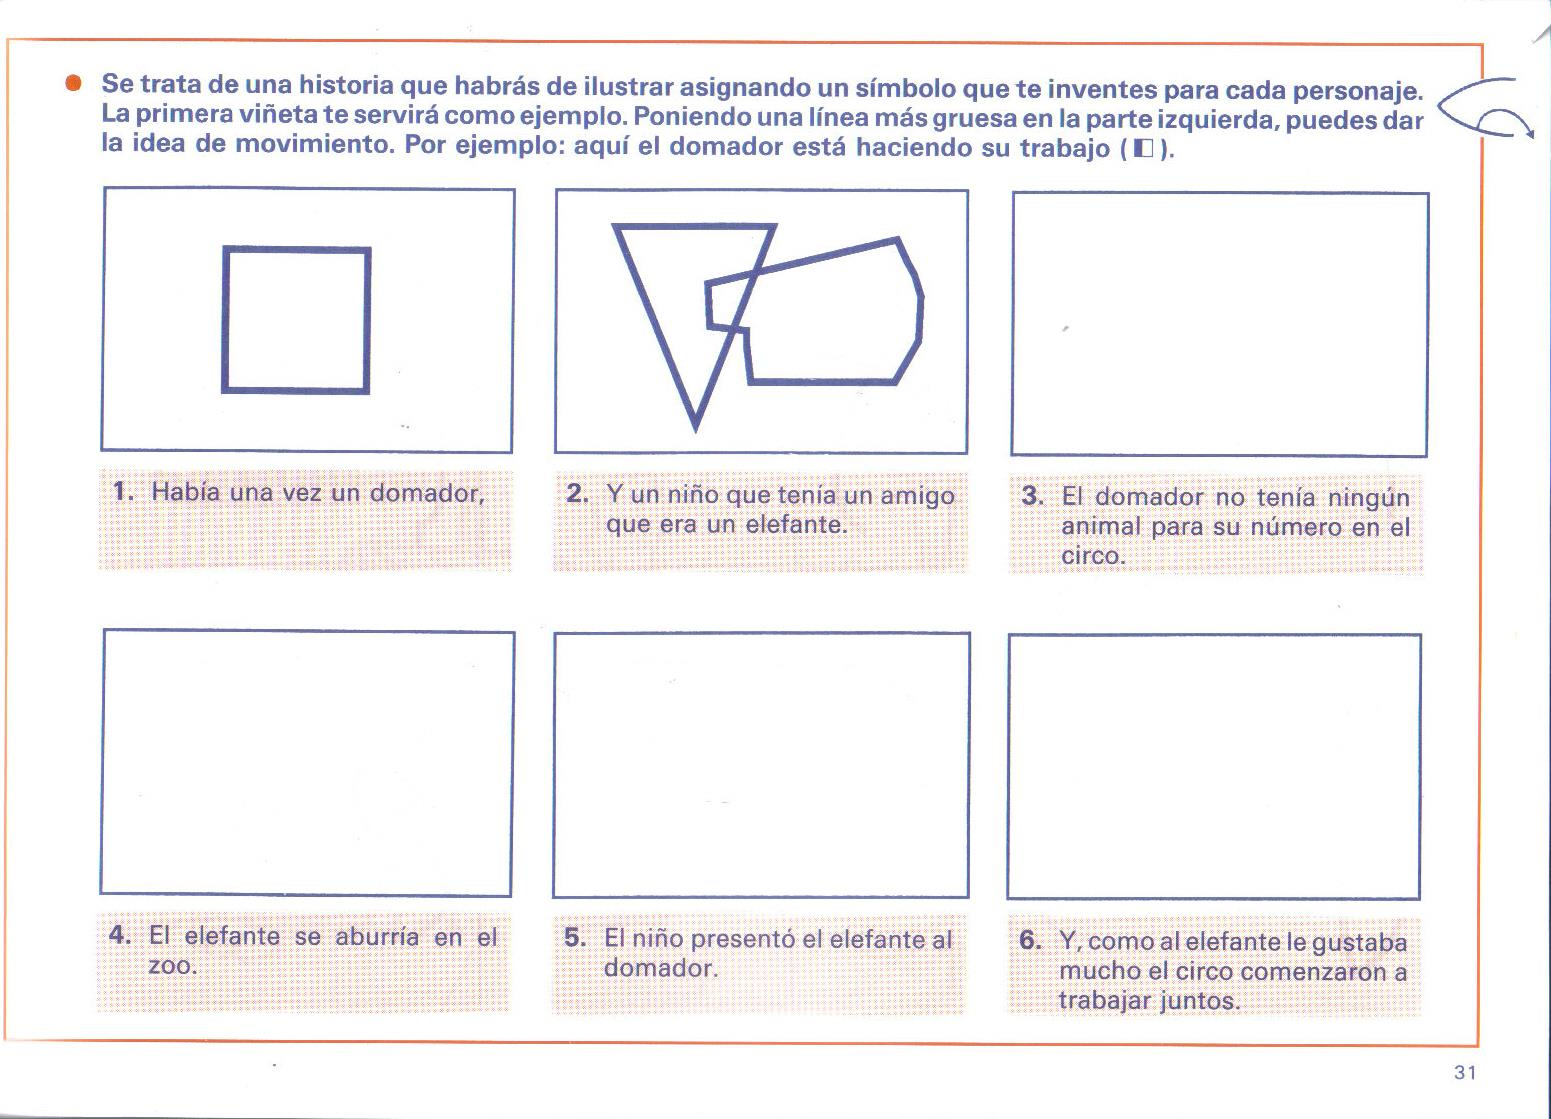 Se trata de una historia que habrás de ilustrar asignando un símbolo que te inventes para cada personaje.
La primera viñeta te servirá como ejemplo. Poniendo una línea más gruesa en la parte izquierda, puedes dar
la idea de movimiento. Por ejemplo: aquí el domador está haciendo su trabajo ( ).
1. Había una vez un domador,
2. Y un niño que tenía un amigo
que era un elefante.
3. El domador no tenía ningún
animal para su número en el
circo.
4. El elefante se aburría en el
zoo.
5. El niño presentó el elefante al
domador.
6. Y, como al elefante le gustaba
mucho el circo comenzaron a
trabajar juntos.
31